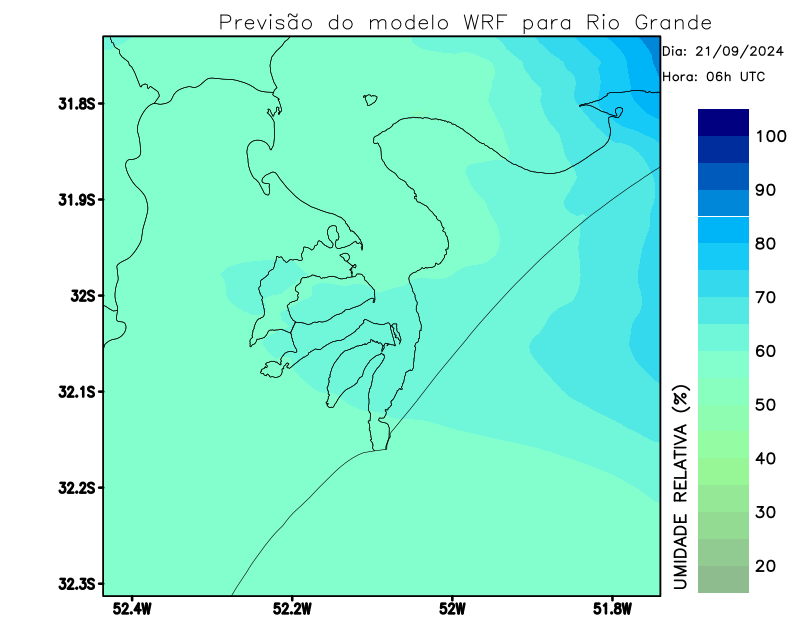 Previsão do modelo WRF para Rio Grande
Dia: 21/09/2024
Hora: 06h UTC
31.8S
31.9S
32S
32.1S
32.2S
32.3S
52.4W
52.2W
52W
51.8W
100
90
80
70
60
50
40
30
20
UMIDADE RELATIVA (%)